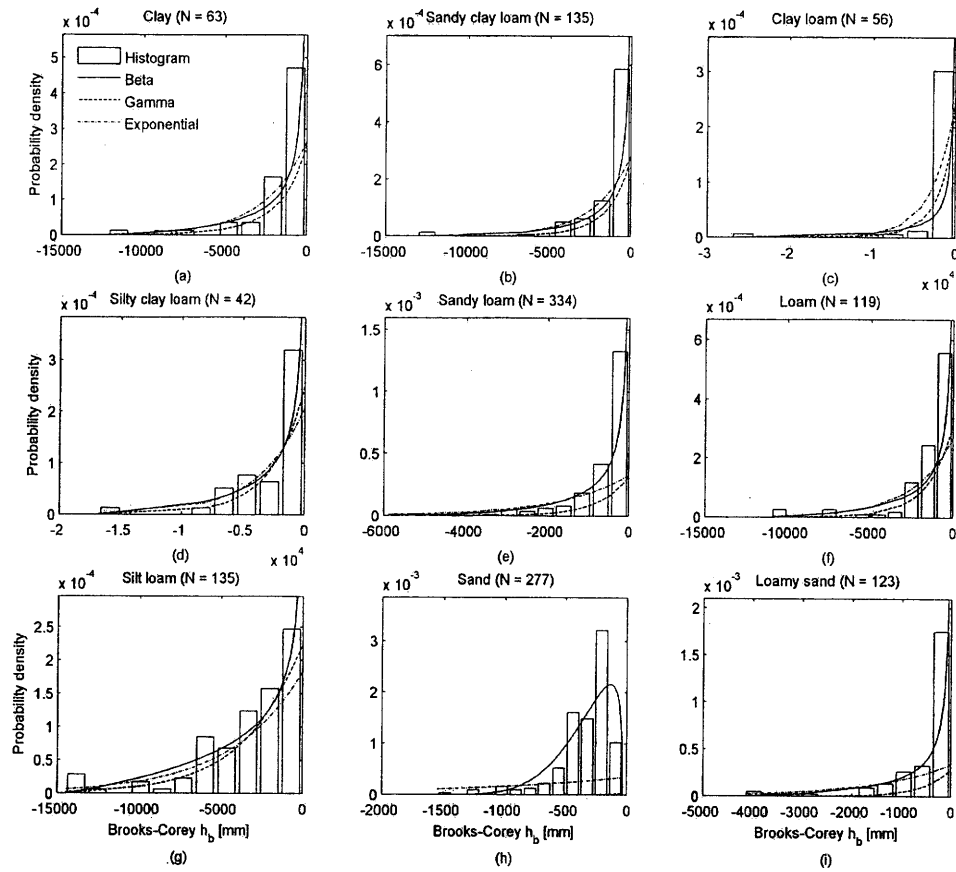 Clay (N = 63)
x 10⁻⁴
5
4
3
2
1
0
Probability density
Histogram
Beta
Gamma
Exponential
-15000 -10000 -5000 0
(a)
Sandy clay loam (N = 135)
x 10⁻⁴
6
4
2
0
-15000 -10000 -5000 0
(b)
Clay loam (N = 56)
x 10⁻⁴
4
3
2
1
0
-3 -2 -1 0
x 10⁴
(c)
Silty clay loam (N = 42)
x 10⁻⁴
3
2
1
0
Probability density
-2 -1 0
x 10⁴
(d)
Sandy loam (N = 334)
x 10⁻³
1.5
1
0.5
0
-6000 -4000 -2000 0
(e)
Loam (N = 119)
x 10⁻⁴
6
4
2
0
-15000 -10000 -5000 0
(f)
Silt loam (N = 135)
x 10⁻⁴
2.5
2
1.5
1
0.5
0
Probability density
-15000 -10000 -5000 0
Brooks-Corey h_b [mm]
(g)
Sand (N = 277)
x 10⁻³
3
2
1
0
-2000 -1500 -1000 -500 0
Brooks-Corey h_b [mm]
(h)
Loamy sand (N = 123)
x 10⁻³
2
1.5
1
0.5
0
-5000 -4000 -3000 -2000 -1000 0
Brooks-Corey h_b [mm]
(i)